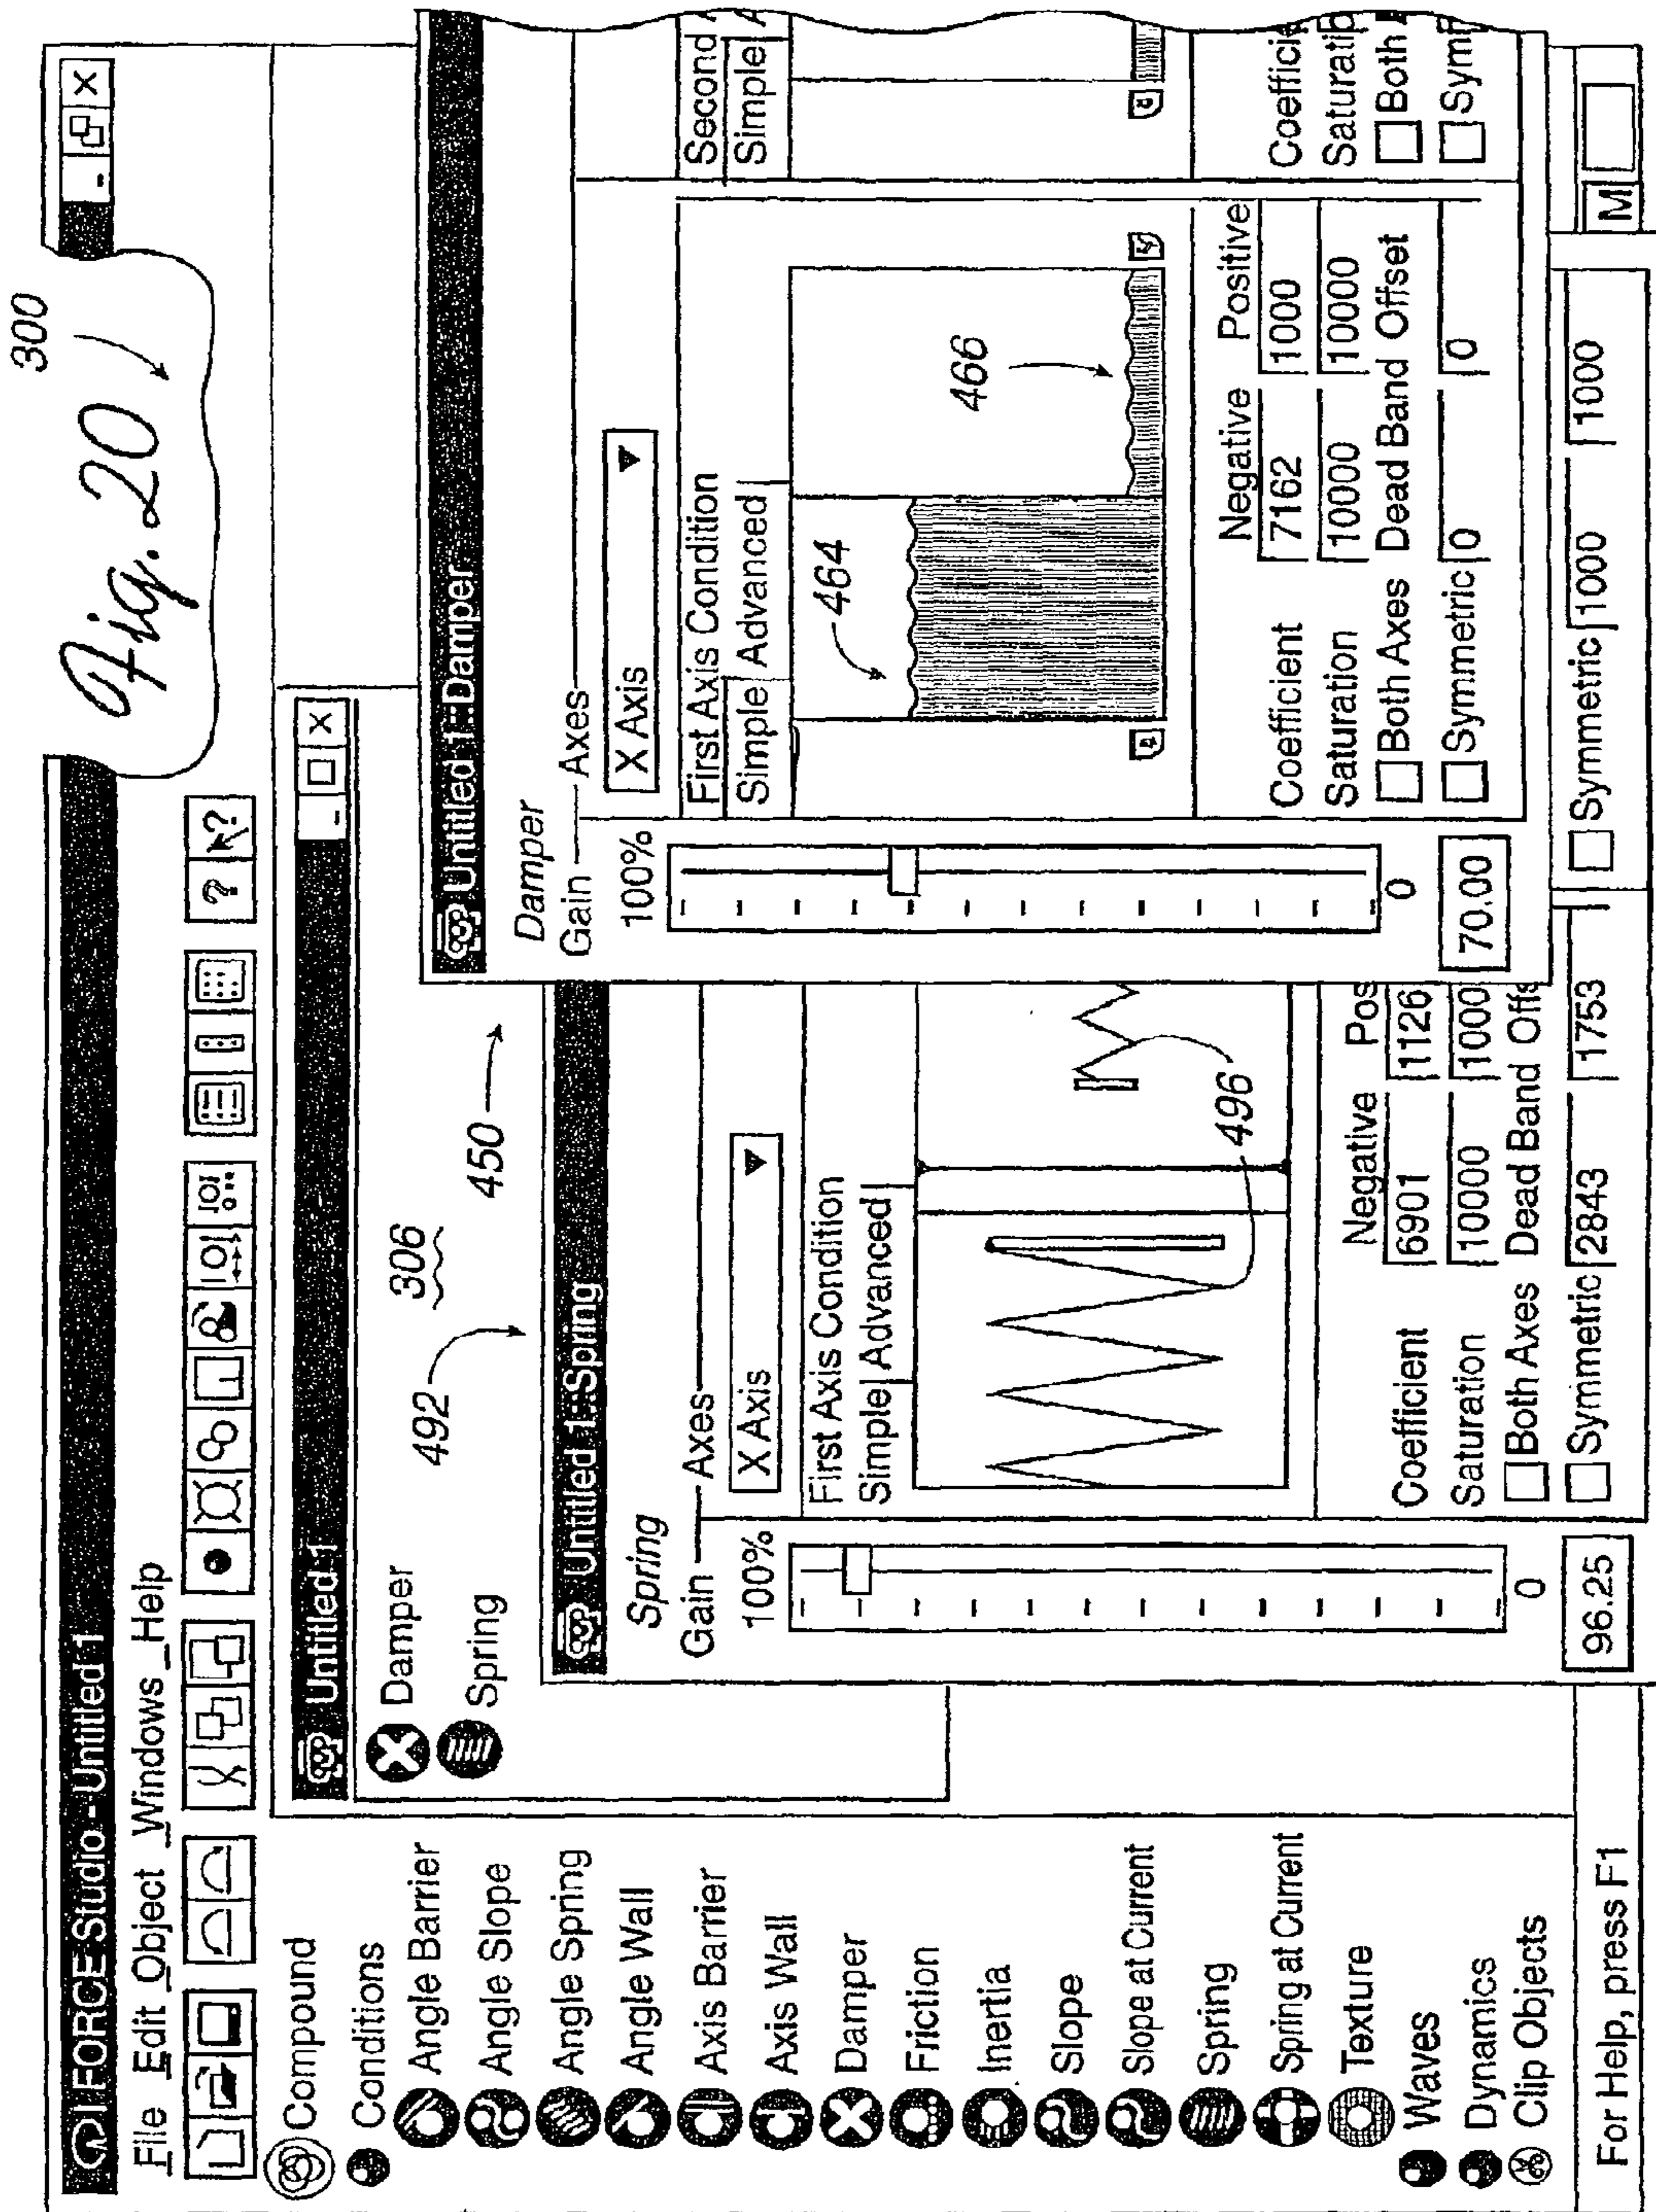 300
Fig. 20
I FORCE Studio - Untitled 1
File Edit Object Windows Help
Compound
Conditions
Angle Barrier
Angle Slope
Angle Spring
Angle Wall
Axis Barrier
Axis Wall
Damper
Friction
Inertia
Slope
Slope at Current
Spring
Spring at Current
Texture
Waves
Dynamics
Clip Objects
For Help, press F1
Untitled 1
Damper
Spring
306
492
450
Untitled 1: Spring
Spring
Gain
Axes
100%
0
96.25
X Axis
First Axis Condition
Simple Advanced
496
Negative Pos
Coefficient 6901 1126
Saturation 10000 1000
Both Axes Dead Band Offs
Symmetric 2843 1753
Symmetric 1000 1000
M
Untitled 1: Damper
Damper
Gain
Axes
100%
0
70.00
X Axis
First Axis Condition
Simple Advanced
464
466
Negative Positive
Coefficient 7162 1000
Saturation 10000 10000
Both Axes Dead Band Offset
Symmetric 0 0
Second
Simple
Coeffici
Saturatio
Both
Sym